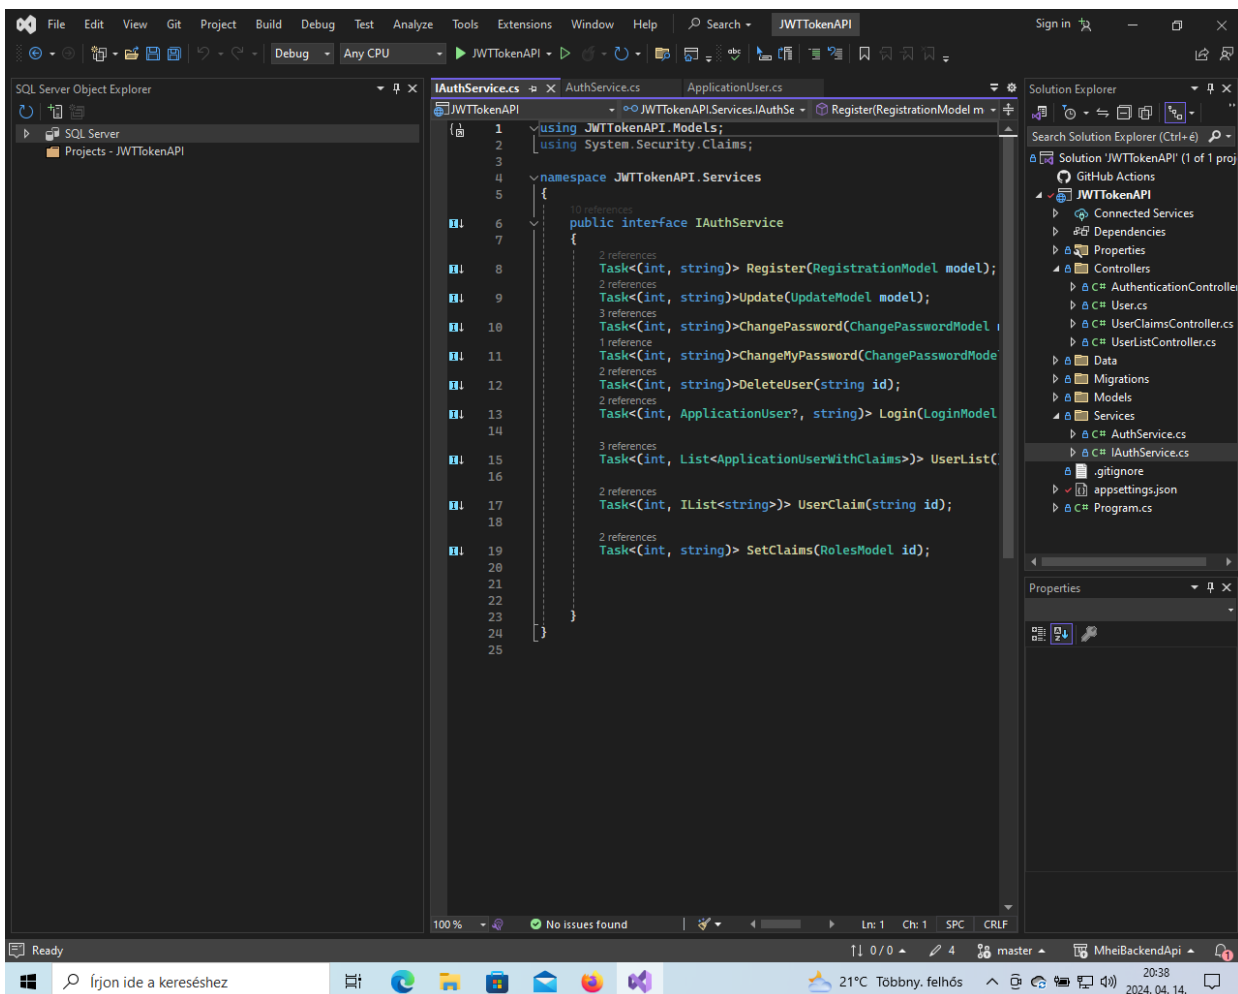 File Edit View Git Project Build Debug Test Analyze Tools Extensions Window Help Search JWTTokenAPI Sign in
Debug Any CPU JWTTokenAPI
SQL Server Object Explorer
SQL Server
Projects - JWTTokenAPI
IAuthService.cs AuthService.cs ApplicationUser.cs
JWTTokenAPI JWTTokenAPI.Services.IAuthSe Register(RegistrationModel m
1 using JWTTokenAPI.Models;
2 using System.Security.Claims;
3
4 namespace JWTTokenAPI.Services
5 {
10 references
6 public interface IAuthService
7 {
2 references
8 Task<(int, string)> Register(RegistrationModel model);
2 references
9 Task<(int, string)>Update(UpdateModel model);
3 references
10 Task<(int, string)>ChangePassword(ChangePasswordModel
1 reference
11 Task<(int, string)>ChangeMyPassword(ChangePasswordMode
2 references
12 Task<(int, string)>DeleteUser(string id);
2 references
13 Task<(int, ApplicationUser?, string)> Login(LoginModel
14
3 references
15 Task<(int, List<ApplicationUserWithClaims>)> UserList(
16
2 references
17 Task<(int, IList<string>)> UserClaim(string id);
18
2 references
19 Task<(int, string)> SetClaims(RolesModel id);
20
21
22
23 }
24 }
25
100 % No issues found Ln: 1 Ch: 1 SPC CRLF
Solution Explorer
Search Solution Explorer (Ctrl+é)
Solution 'JWTTokenAPI' (1 of 1 proj
GitHub Actions
JWTTokenAPI
Connected Services
Dependencies
Properties
Controllers
C# AuthenticationController
C# User.cs
C# UserClaimsController.cs
C# UserListController.cs
Data
Migrations
Models
Services
C# AuthService.cs
C# IAuthService.cs
.gitignore
appsettings.json
C# Program.cs
Properties
Ready 0 / 0 4 master MheiBackendApi 1
Írjon ide a kereséshez 21°C Többny. felhős 20:38
2024. 04. 14.